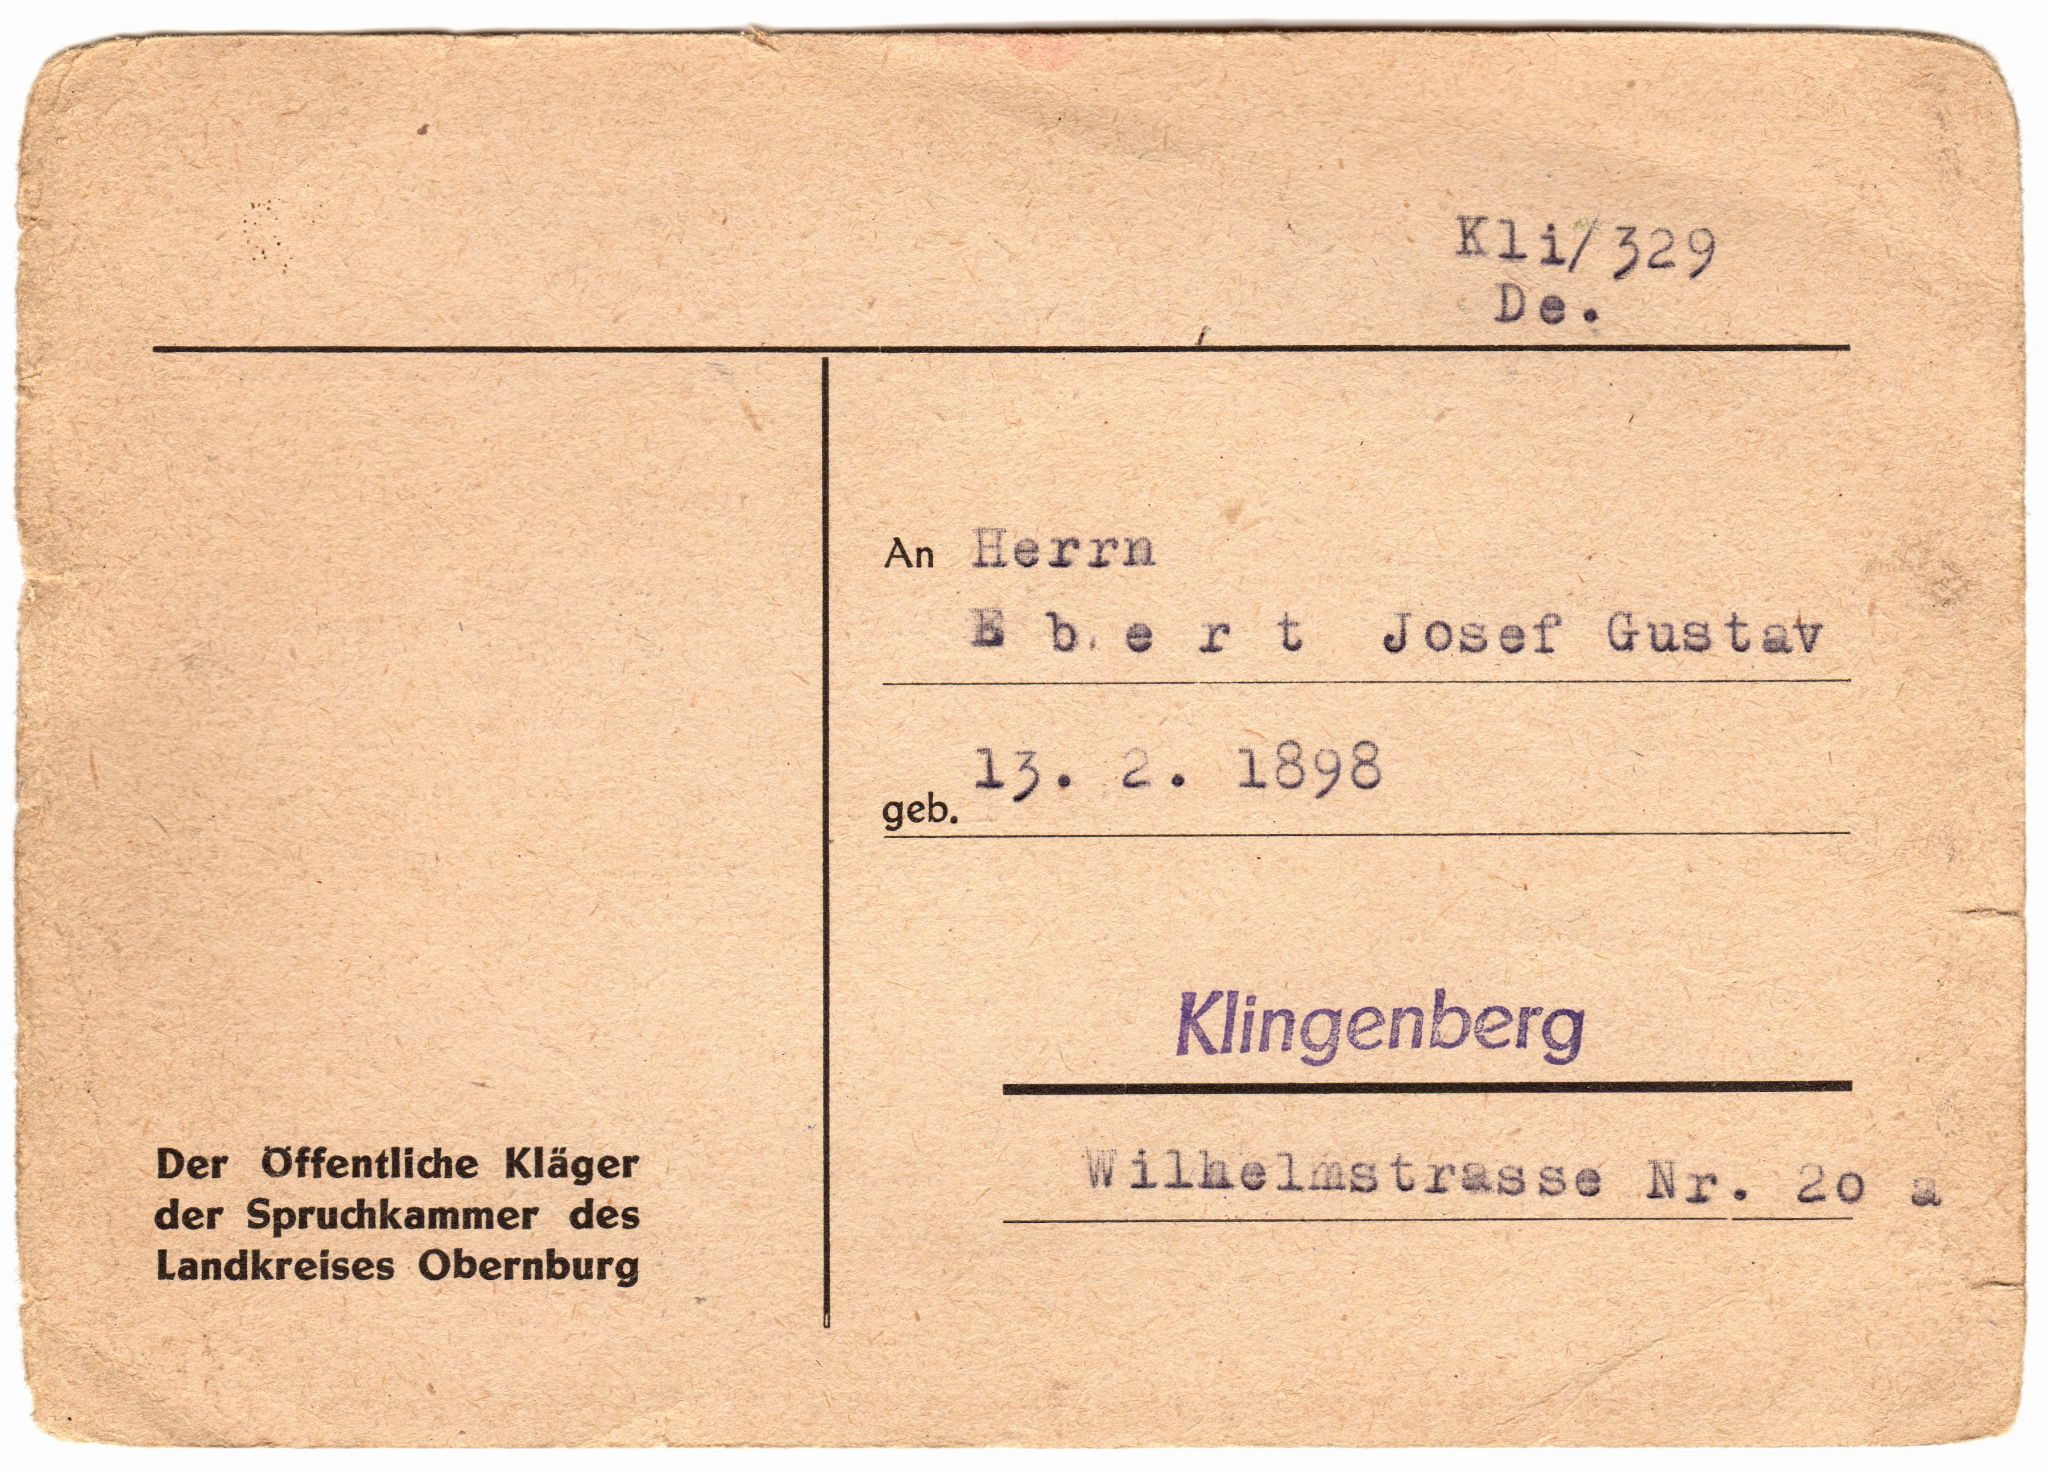 Kli/329
De.
An Herrn
E b e r t Josef Gustav
geb. 13. 2. 1898
Klingenberg
Wilhelmstrasse Nr. 20 a
Der Öffentliche Kläger
der Spruchkammer des
Landkreises Obernburg